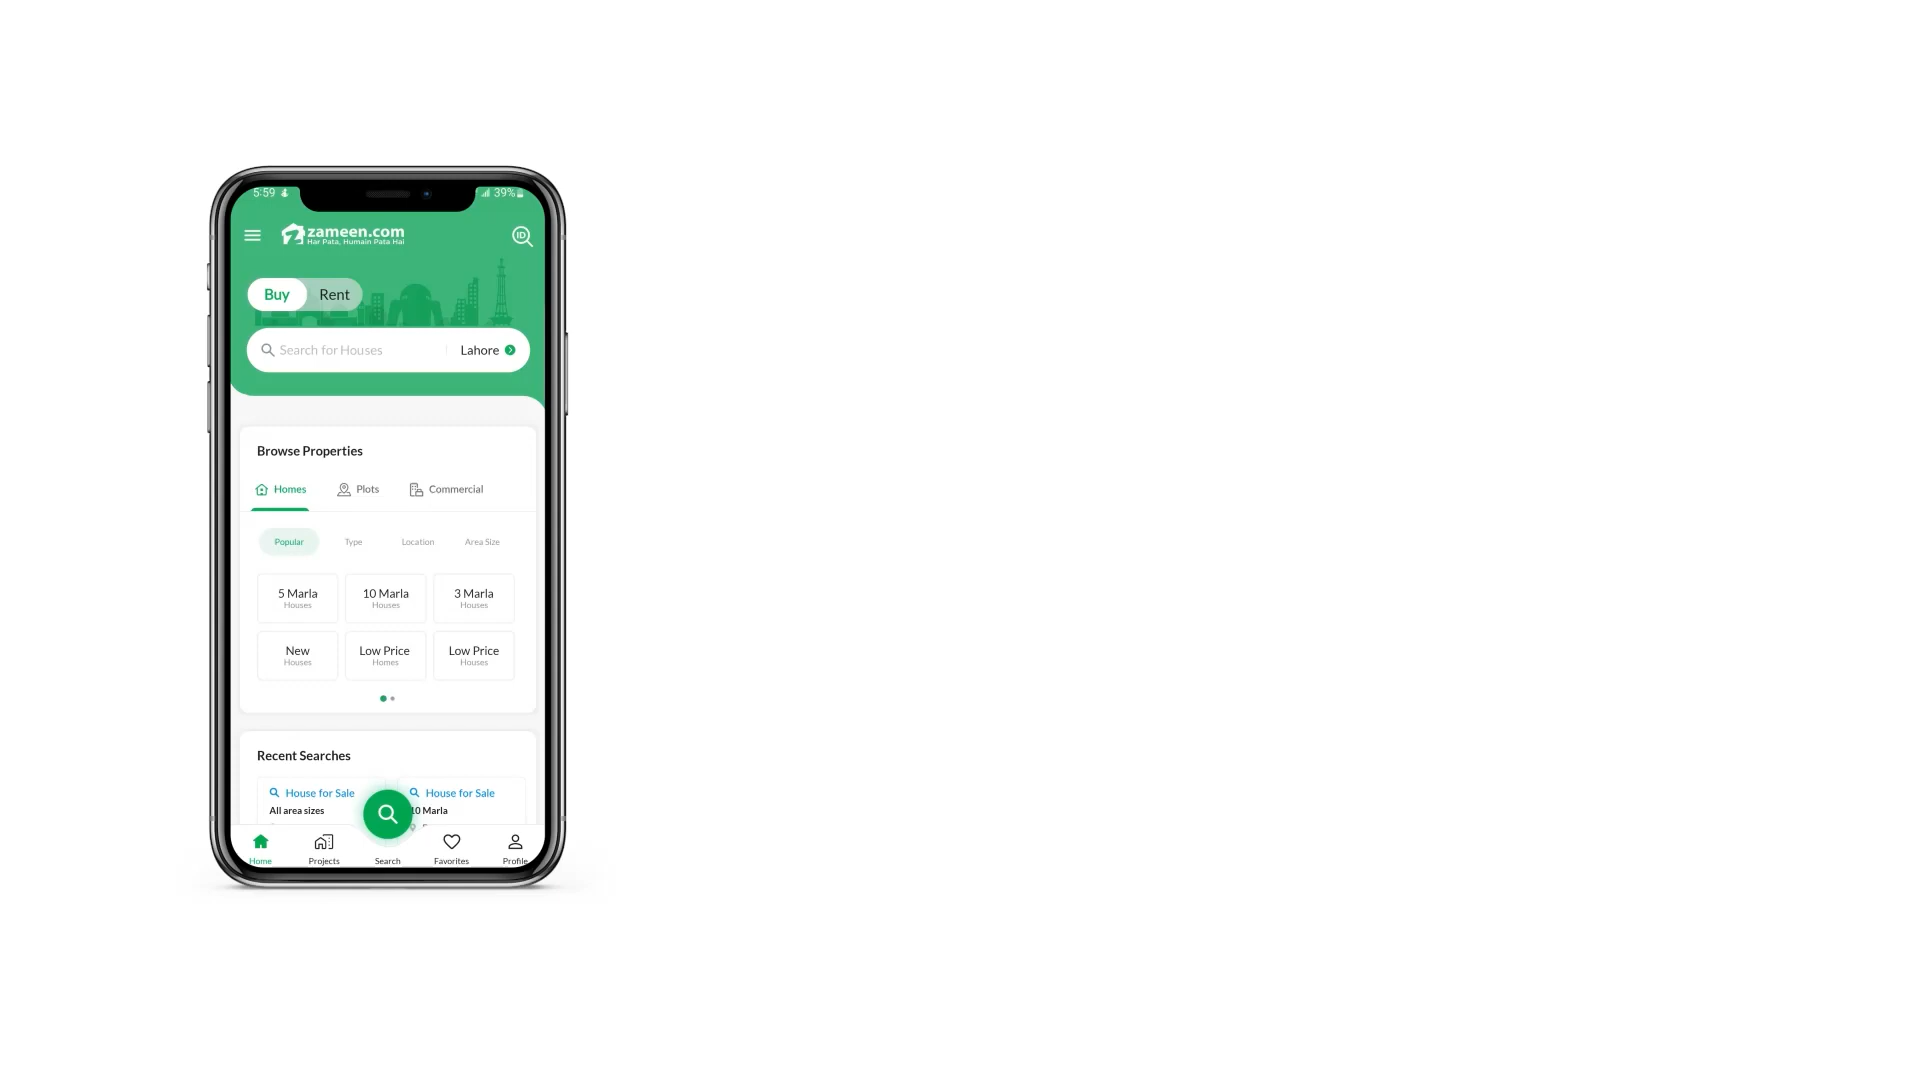 5:59
39%
zameen.com
Har Pata, Humain Pata Hai
ID
Buy Rent
Search for Houses Lahore
Browse Properties
Homes Plots Commercial
Popular Type Location Area Size
5 Marla 10 Marla 3 Marla
Houses Houses Houses
New Low Price Low Price
Houses Homes Houses
Recent Searches
House for Sale House for Sale
All area sizes 10 Marla
Home Projects Search Favorites Profile